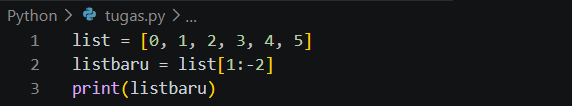 Python > tugas.py > ...
1 list = [0, 1, 2, 3, 4, 5]
2 listbaru = list[1:-2]
3 print(listbaru)